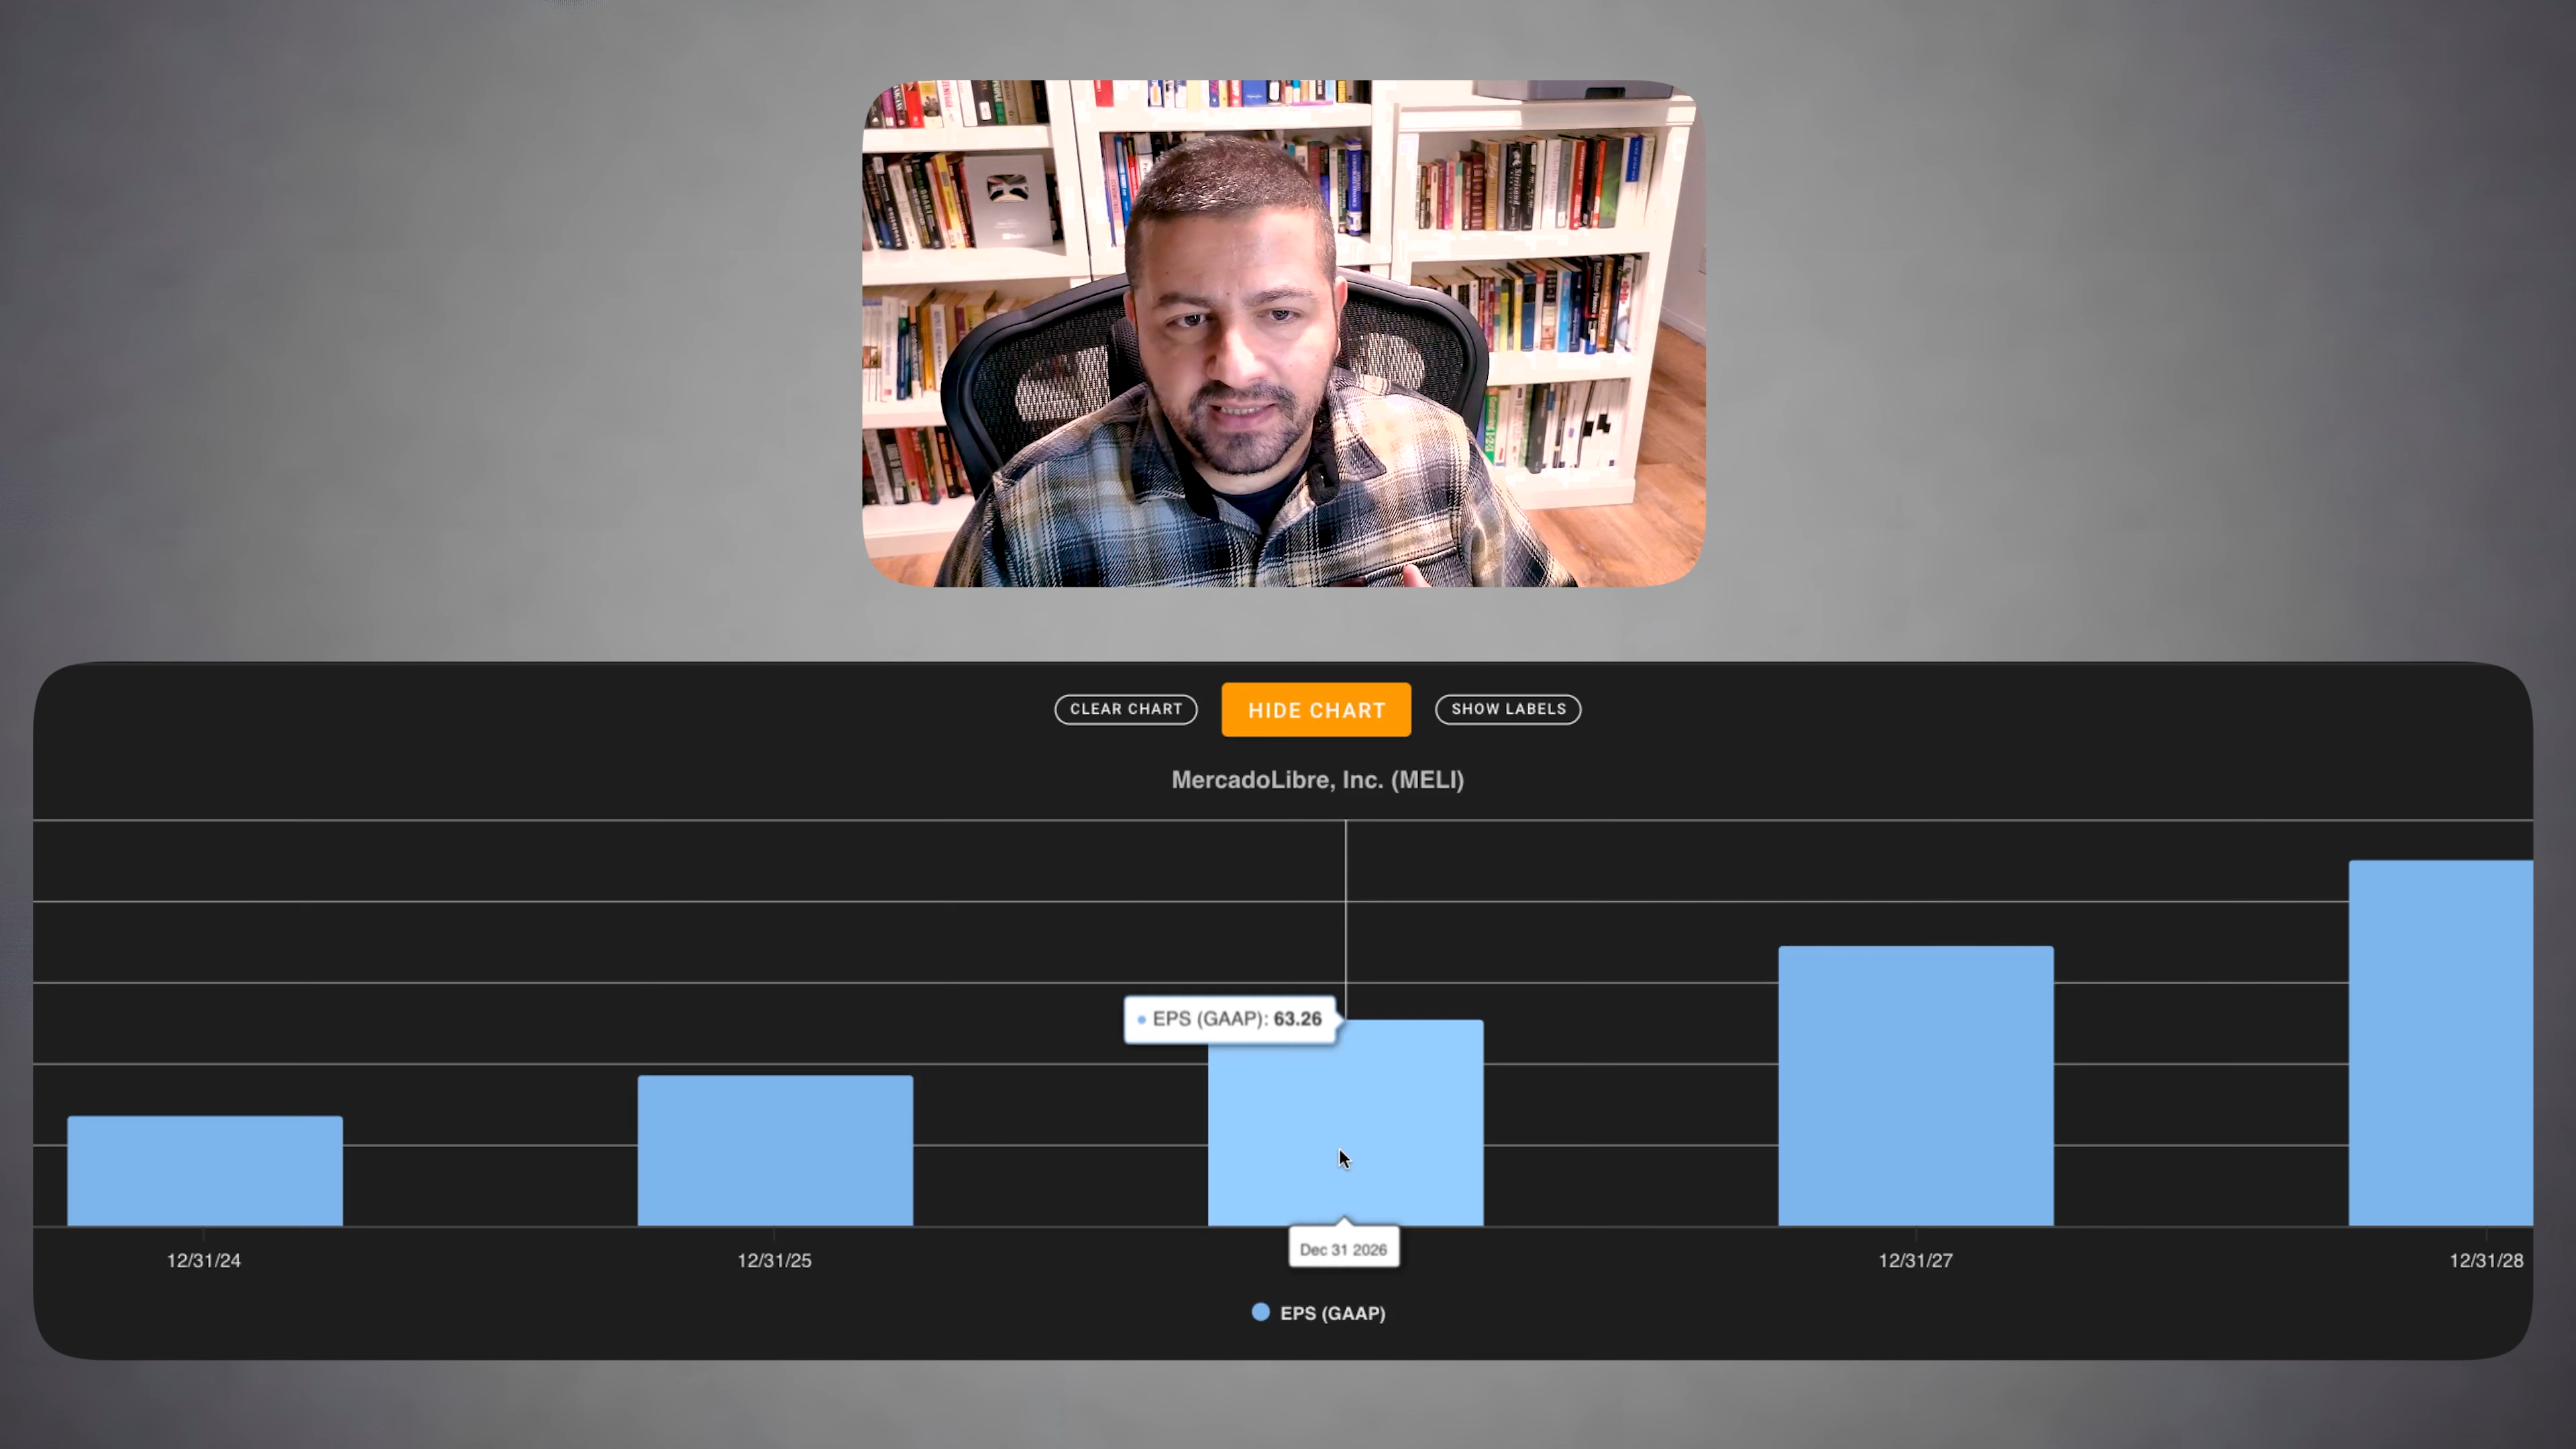 CLEAR CHART
HIDE CHART
SHOW LABELS
MercadoLibre, Inc. (MELI)
EPS (GAAP): 63.26
12/31/24
12/31/25
Dec 31 2026
12/31/27
12/31/28
EPS (GAAP)